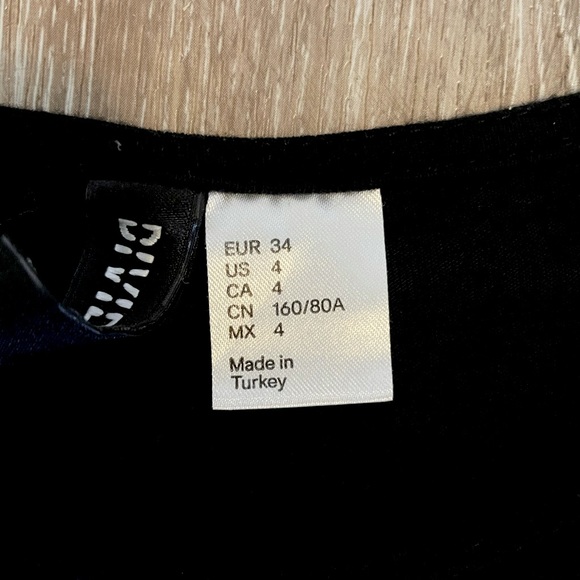 EUR 34
US 4
CA 4
CN 160/80A
MX 4
Made in
Turkey